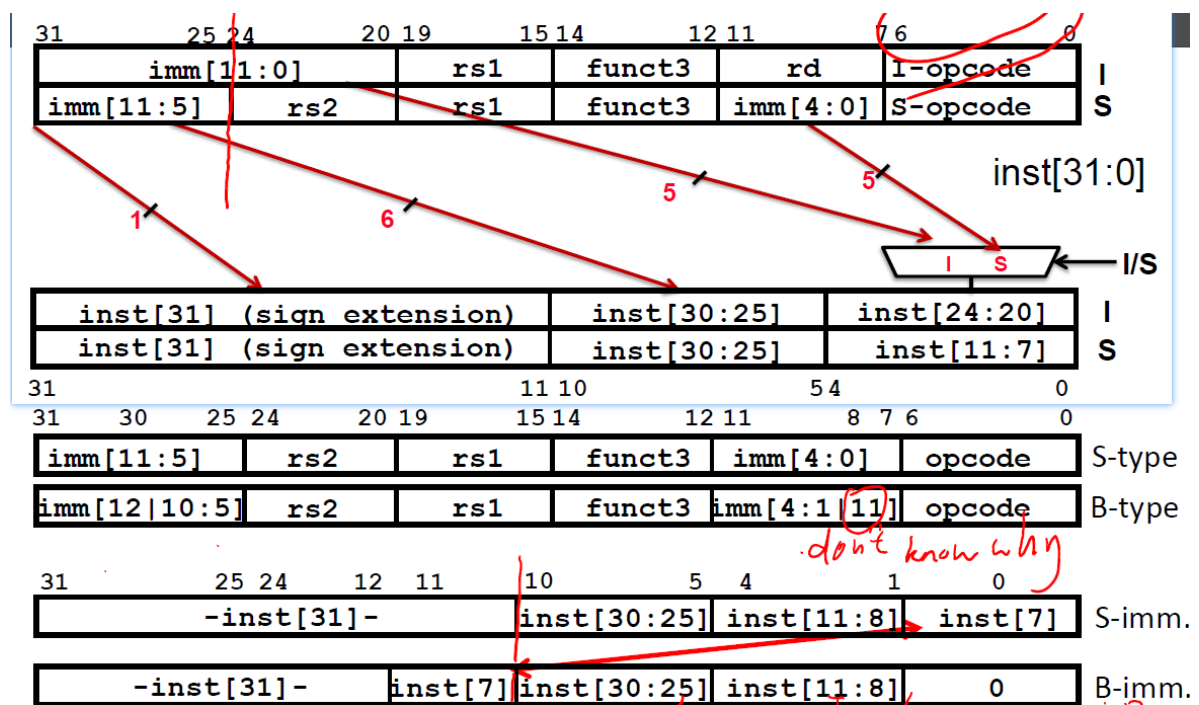 31 25 24 20 19 15 14 12 11 7 6 0
imm[11:0] rs1 funct3 rd I-opcode I
imm[11:5] rs2 rs1 funct3 imm[4:0] S-opcode S
inst[31:0]
1 6 5 5
I S I/S
inst[31] (sign extension) inst[30:25] inst[24:20] I
inst[31] (sign extension) inst[30:25] inst[11:7] S
31 11 10 5 4 0
31 30 25 24 20 19 15 14 12 11 8 7 6 0
imm[11:5] rs2 rs1 funct3 imm[4:0] opcode S-type
imm[12|10:5] rs2 rs1 funct3 imm[4:1|11] opcode B-type
don't know why
31 25 24 12 11 10 5 4 1 0
-inst[31]- inst[30:25] inst[11:8] inst[7] S-imm.
-inst[31]- inst[7] inst[30:25] inst[11:8] 0 B-imm.